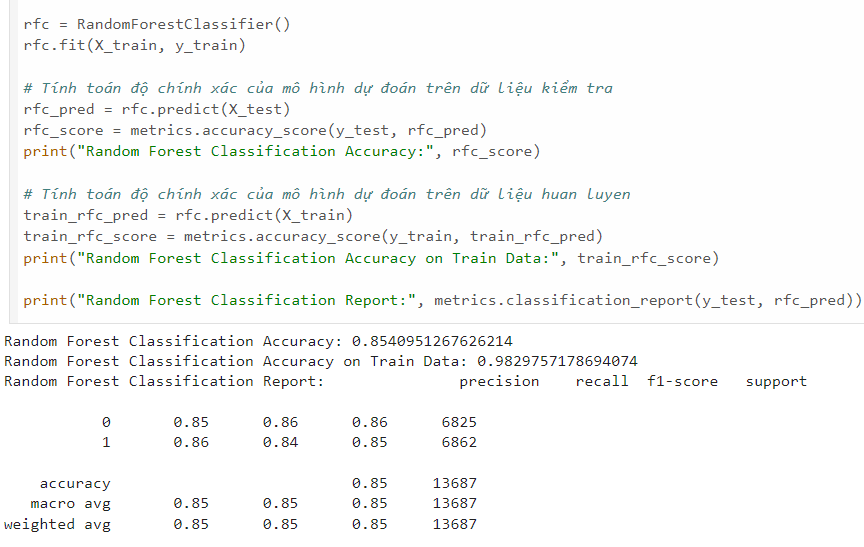 rfc = RandomForestClassifier()
rfc.fit(X_train, y_train)
# Tính toán độ chính xác của mô hình dự đoán trên dữ liệu kiểm tra
rfc_pred = rfc.predict(X_test)
rfc_score = metrics.accuracy_score(y_test, rfc_pred)
print("Random Forest Classification Accuracy:", rfc_score)
# Tính toán độ chính xác của mô hình dự đoán trên dữ liệu huan luyen
train_rfc_pred = rfc.predict(X_train)
train_rfc_score = metrics.accuracy_score(y_train, train_rfc_pred)
print("Random Forest Classification Accuracy on Train Data:", train_rfc_score)
print("Random Forest Classification Report:", metrics.classification_report(y_test, rfc_pred))
Random Forest Classification Accuracy: 0.8540951267626214
Random Forest Classification Accuracy on Train Data: 0.9829757178694074
Random Forest Classification Report: precision recall f1-score support
0 0.85 0.86 0.86 6825
1 0.86 0.84 0.85 6862
accuracy 0.85 13687
macro avg 0.85 0.85 0.85 13687
weighted avg 0.85 0.85 0.85 13687